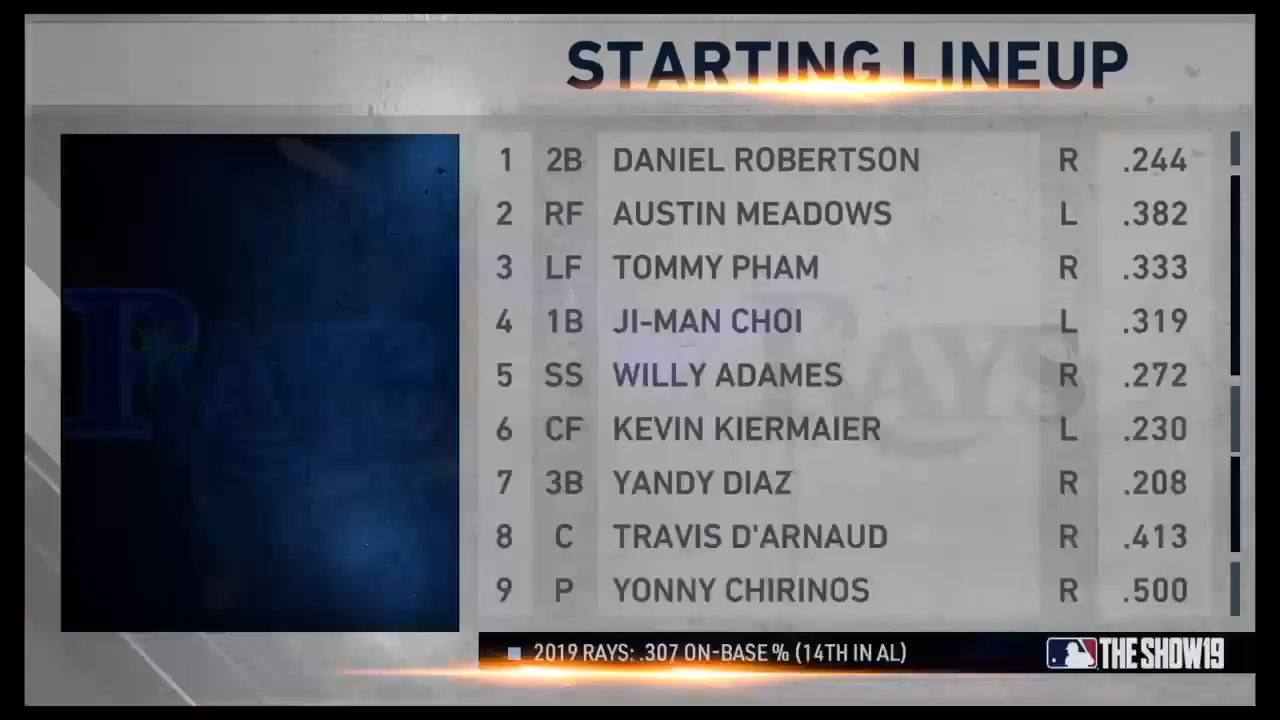 STARTING LINEUP
1 2B DANIEL ROBERTSON R .244
2 RF AUSTIN MEADOWS L .382
3 LF TOMMY PHAM R .333
4 1B JI-MAN CHOI L .319
5 SS WILLY ADAMES R .272
6 CF KEVIN KIERMAIER L .230
7 3B YANDY DIAZ R .208
8 C TRAVIS D'ARNAUD R .413
9 P YONNY CHIRINOS R .500
RAYS
RAYS
2019 RAYS: .307 ON-BASE % (14TH IN AL)
THE SHOW19